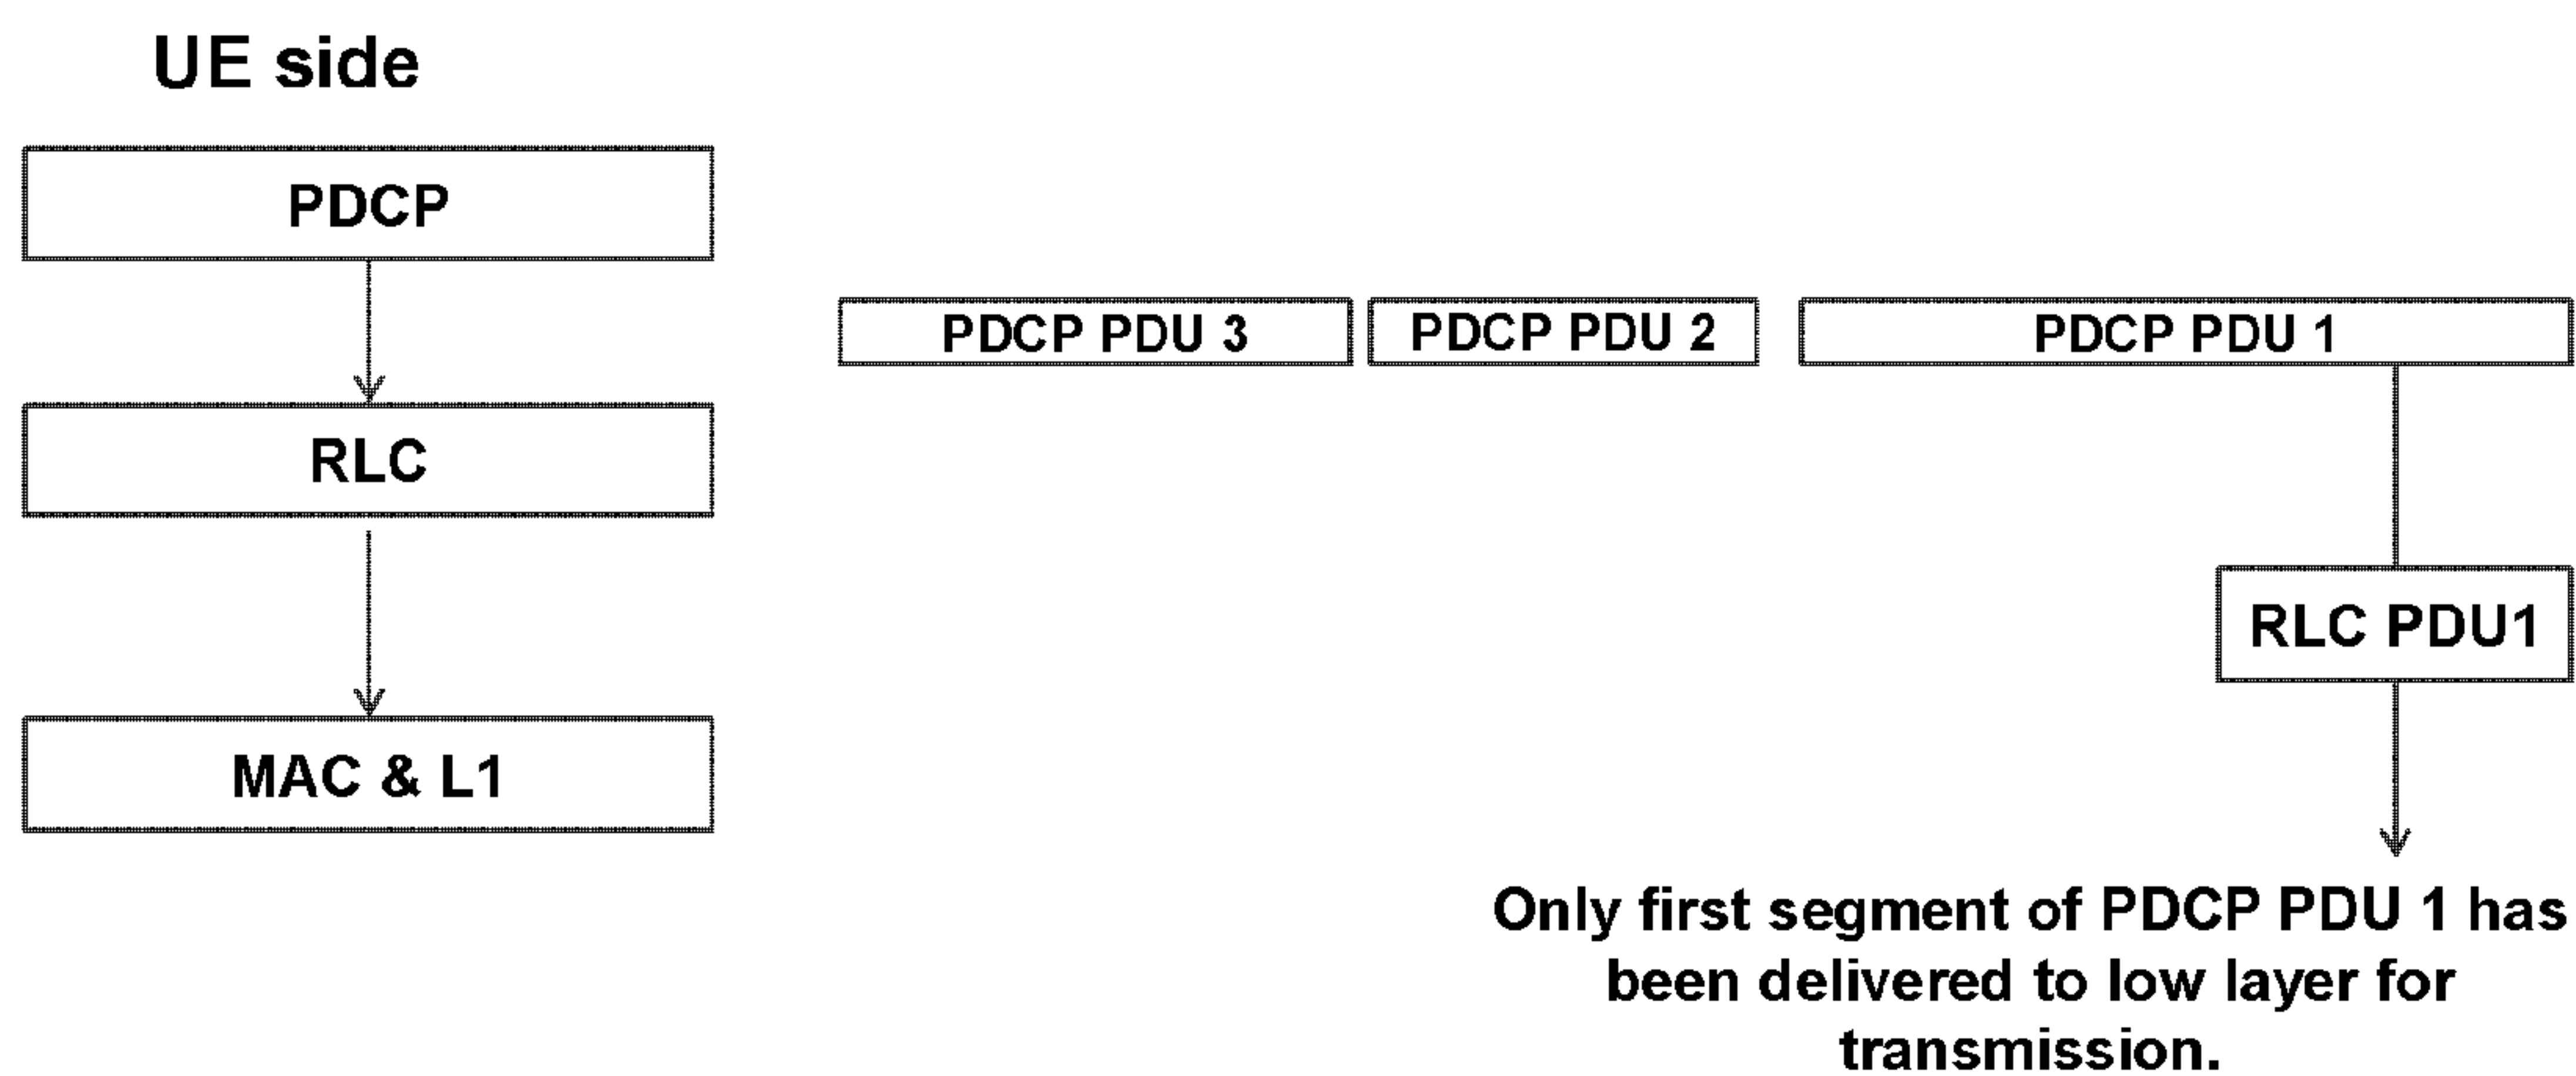 UE side
PDCP
PDCP PDU 3
PDCP PDU 2
PDCP PDU 1
RLC
RLC PDU1
MAC & L1
Only first segment of PDCP PDU 1 has
been delivered to low layer for
transmission.